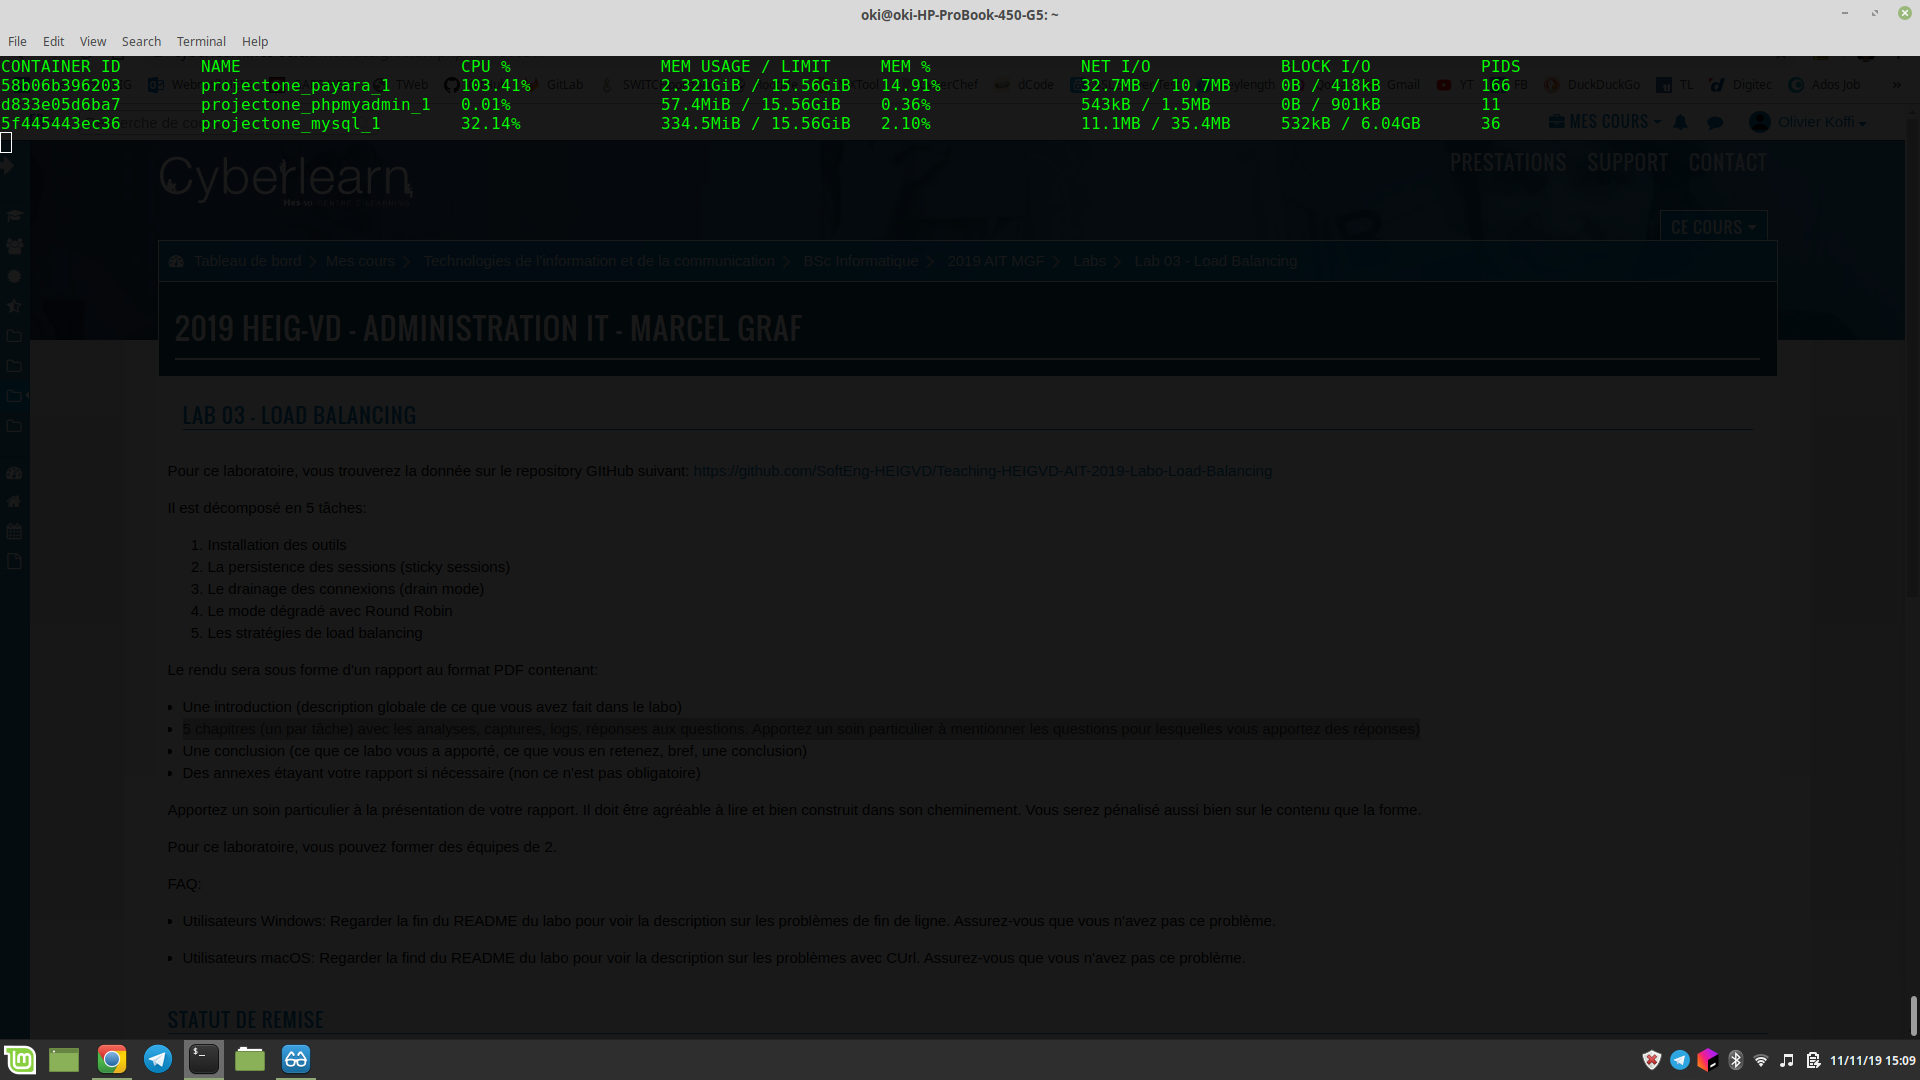 oki@oki-HP-ProBook-450-G5: ~
File Edit View Search Terminal Help
CONTAINER ID NAME CPU % MEM USAGE / LIMIT MEM % NET I/O BLOCK I/O PIDS
58b06b396203 projectone_payara_1 103.41% 2.321GiB / 15.56GiB 14.91% 32.7MB / 10.7MB 0B / 418kB 166
d833e05d6ba7 projectone_phpmyadmin_1 0.01% 57.4MiB / 15.56GiB 0.36% 543kB / 1.5MB 0B / 901kB 11
5f445443ec36 projectone_mysql_1 32.14% 334.5MiB / 15.56GiB 2.10% 11.1MB / 35.4MB 532kB / 6.04GB 36
TWeb GitLab dCode YT FB Gmail DuckDuckGo TL Digitec Ados Job »
MES COURS Olivier Koffi
Cyberlearn
PRESTATIONS SUPPORT CONTACT
CE COURS
Tableau de bord Mes cours Technologies de l'information et de la communication BSc Informatique 2019 AIT MGF Labs Lab 03 - Load Balancing
2019 HEIG-VD - ADMINISTRATION IT - MARCEL GRAF
LAB 03 - LOAD BALANCING
Pour ce laboratoire, vous trouverez la donnée sur le repository GItHub suivant: https://github.com/SoftEng-HEIGVD/Teaching-HEIGVD-AIT-2019-Labo-Load-Balancing
Il est décomposé en 5 tâches:
1. Installation des outils
2. La persistence des sessions (sticky sessions)
3. Le drainage des connexions (drain mode)
4. Le mode dégradé avec Round Robin
5. Les stratégies de load balancing
Le rendu sera sous forme d'un rapport au format PDF contenant:
Une introduction (description globale de ce que vous avez fait dans le labo)
5 chapitres (un par tâche) avec les analyses, captures, logs, réponses aux questions. Apportez un soin particulier à mentionner les questions pour lesquelles vous apportez des réponses)
Une conclusion (ce que ce labo vous a apporté, ce que vous en retenez, bref, une conclusion)
Des annexes étayant votre rapport si nécessaire (non ce n'est pas obligatoire)
Apportez un soin particulier à la présentation de votre rapport. Il doit être agréable à lire et bien construit dans son cheminement. Vous serez pénalisé aussi bien sur le contenu que la forme.
Pour ce laboratoire, vous pouvez former des équipes de 2.
FAQ:
Utilisateurs Windows: Regarder la fin du README du labo pour voir la description sur les problèmes de fin de ligne. Assurez-vous que vous n'avez pas ce problème.
Utilisateurs macOS: Regarder la find du README du labo pour voir la description sur les problèmes avec CUrl. Assurez-vous que vous n'avez pas ce problème.
STATUT DE REMISE
11/11/19 15:09